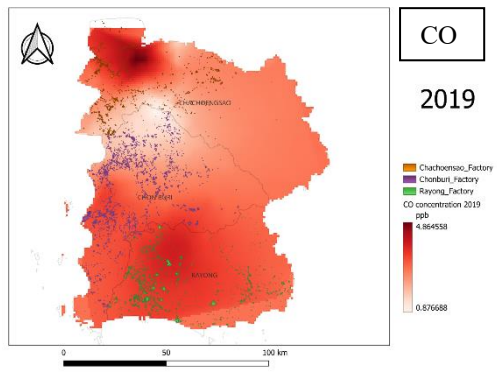 CO
2019
CHACHOENGSAO
CHONBURI
RAYONG
Chachoensao_Factory
Chonburi_Factory
Rayong_Factory
CO concentration 2019
ppb
4.864558
0.876688
0 50 100 km